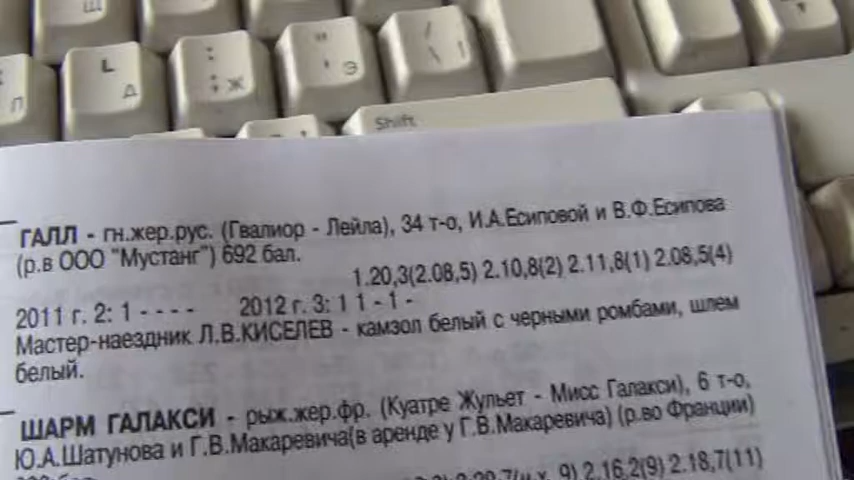 Щ
Л
L Д
: ; Ж
" ' Э
/ \ !
Shift
ГАЛЛ - гн.жер.рус. (Гвалиор - Лейла), 34 т-о, И.А.Есиповой и В.Ф.Есипова
(р.в ООО "Мустанг") 692 бал.
1.20,3(2.08,5) 2.10,8(2) 2.11,8(1) 2.08,5(4)
2011 г. 2: 1 - - - - 2012 г. 3: 1 1 - 1 -
Мастер-наездник Л.В.КИСЕЛЕВ - камзол белый с черными ромбами, шлем
белый.
ШАРМ ГАЛАКСИ - рыж.жер.фр. (Куатре Жульет - Мисс Галакси), 6 т-о,
Ю.А.Шатунова и Г.В.Макаревича(в аренде у Г.В.Макаревича) (р.во Франции)
9) 2.16,2(9) 2.18,7(11)